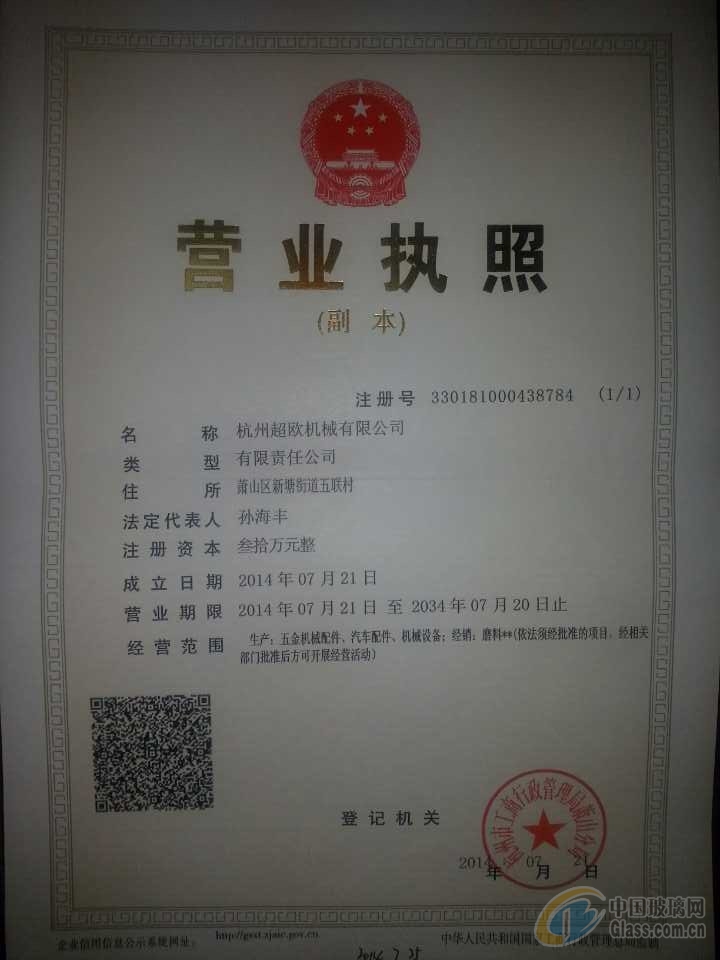 营业执照
(副 本)
注册号 330181000438784 (1/1)
名 称 杭州超欧机械有限公司
类 型 有限责任公司
住 所 萧山区新塘街道五联村
法定代表人 孙海丰
注册资本 叁拾万元整
成立日期 2014年07月21日
营业期限 2014年07月21日 至 2034年07月20日止
经营范围 生产：五金机械配件、汽车配件、机械设备；经销：磨料**(依法须经批准的项目，经相关
部门批准后方可开展经营活动)
杭州市工商行政管理局萧山分局
登记机关
2014年 07月 21日
企业信用信息公示系统网址： http://gsxt.zjaic.gov.cn
中华人民共和国国家工商行政管理总局监制
2014 7 25
中国玻璃网
Glass.com.cn